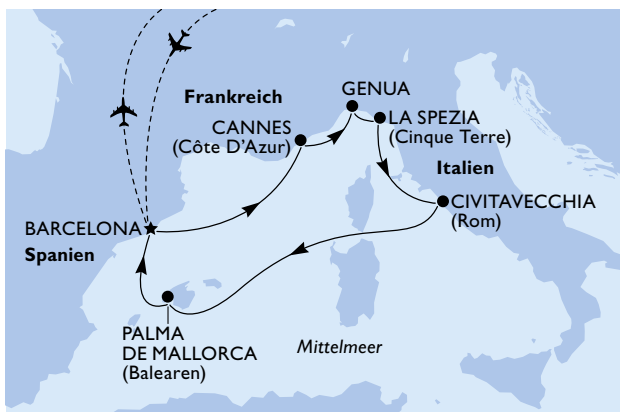 GENUA
Frankreich
LA SPEZIA
(Cinque Terre)
CANNES
(Côte D'Azur)
Italien
CIVITAVECCHIA
(Rom)
BARCELONA
Spanien
PALMA
DE MALLORCA
(Balearen)
Mittelmeer